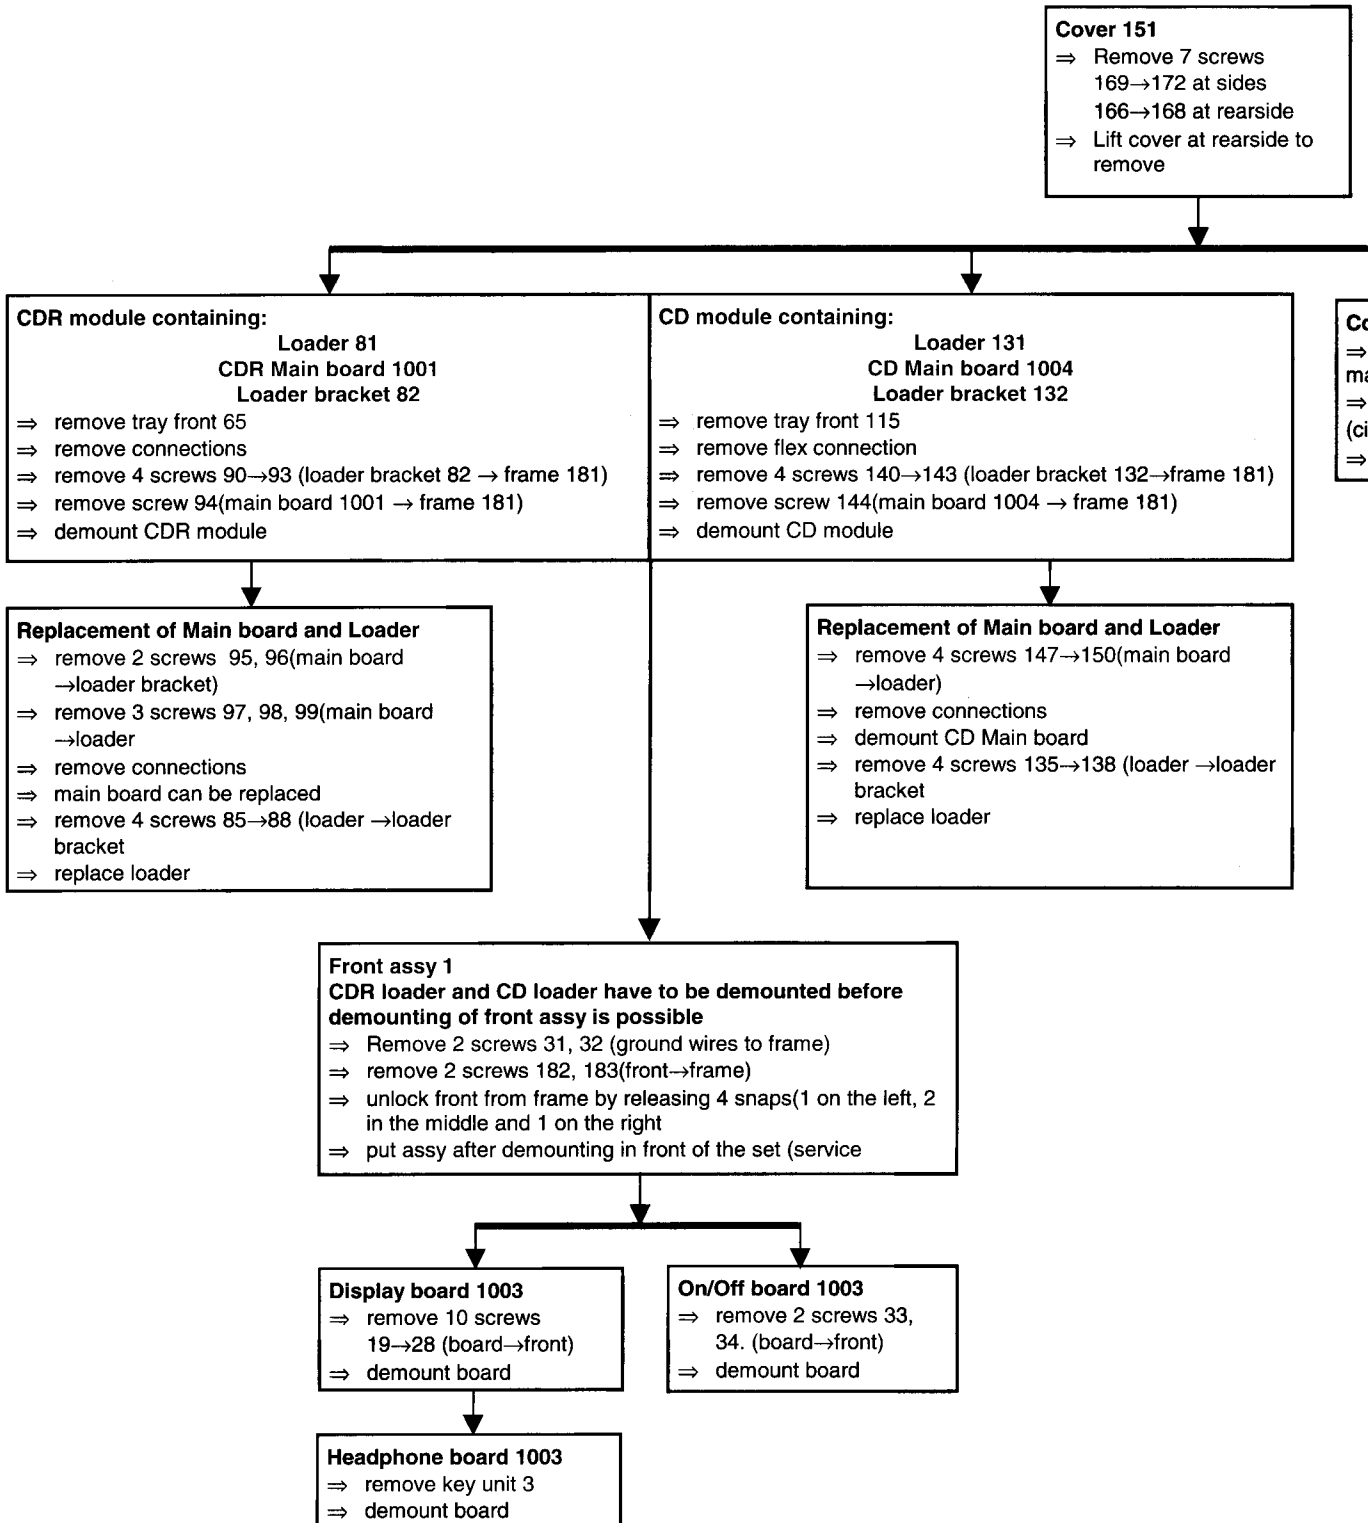 Cover 151
⇒ Remove 7 screws
169→172 at sides
166→168 at rearside
⇒ Lift cover at rearside to
remove
CDR module containing:
Loader 81
CDR Main board 1001
Loader bracket 82
⇒ remove tray front 65
⇒ remove connections
⇒ remove 4 screws 90→93 (loader bracket 82 → frame 181)
⇒ remove screw 94(main board 1001 → frame 181)
⇒ demount CDR module
CD module containing:
Loader 131
CD Main board 1004
Loader bracket 132
⇒ remove tray front 115
⇒ remove flex connection
⇒ remove 4 screws 140→143 (loader bracket 132→frame 181)
⇒ remove screw 144(main board 1004 → frame 181)
⇒ demount CD module
Co
⇒
ma
⇒
(ci
⇒
Replacement of Main board and Loader
⇒ remove 2 screws 95, 96(main board
→loader bracket)
⇒ remove 3 screws 97, 98, 99(main board
→loader
⇒ remove connections
⇒ main board can be replaced
⇒ remove 4 screws 85→88 (loader →loader
bracket
⇒ replace loader
Replacement of Main board and Loader
⇒ remove 4 screws 147→150(main board
→loader)
⇒ remove connections
⇒ demount CD Main board
⇒ remove 4 screws 135→138 (loader →loader
bracket
⇒ replace loader
Front assy 1
CDR loader and CD loader have to be demounted before
demounting of front assy is possible
⇒ Remove 2 screws 31, 32 (ground wires to frame)
⇒ remove 2 screws 182, 183(front→frame)
⇒ unlock front from frame by releasing 4 snaps(1 on the left, 2
in the middle and 1 on the right
⇒ put assy after demounting in front of the set (service
Display board 1003
⇒ remove 10 screws
19→28 (board→front)
⇒ demount board
On/Off board 1003
⇒ remove 2 screws 33,
34. (board→front)
⇒ demount board
Headphone board 1003
⇒ remove key unit 3
⇒ demount board